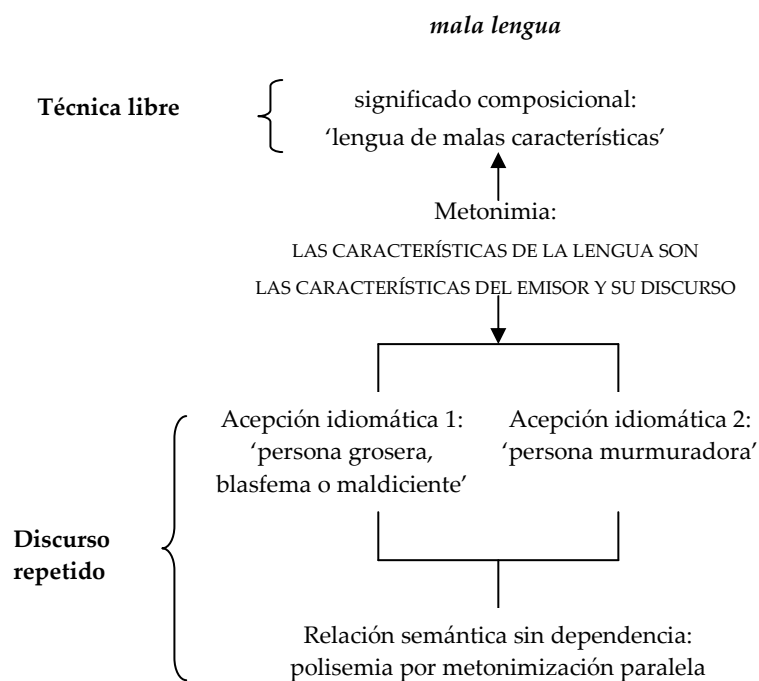 mala lengua
Técnica libre
significado composicional:
‘lengua de malas características’
Metonimia:
LAS CARACTERÍSTICAS DE LA LENGUA SON
LAS CARACTERÍSTICAS DEL EMISOR Y SU DISCURSO
Acepción idiomática 1:
‘persona grosera,
blasfema o maldiciente’
Acepción idiomática 2:
‘persona murmuradora’
Discurso
repetido
Relación semántica sin dependencia:
polisemia por metonimización paralela